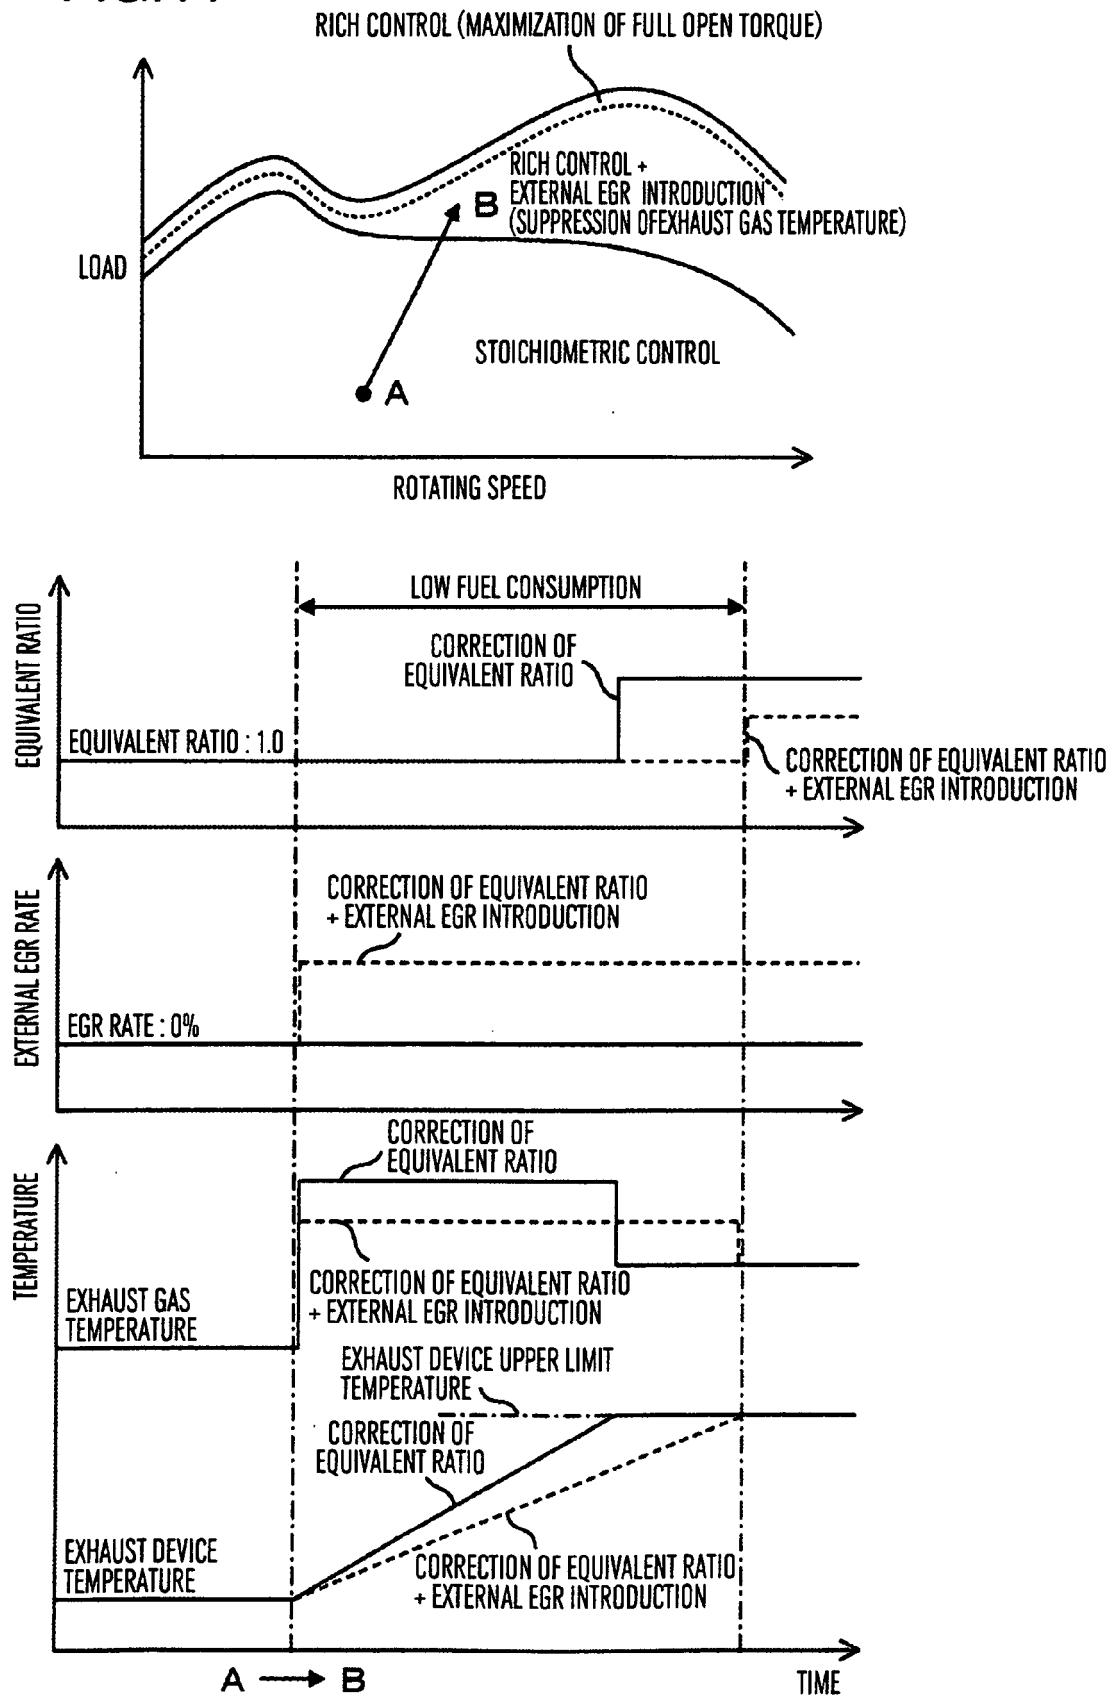 RICH CONTROL (MAXIMIZATION OF FULL OPEN TORQUE)
RICH CONTROL +
EXTERNAL EGR INTRODUCTION
(SUPPRESSION OFEXHAUST GAS TEMPERATURE)
B
LOAD
STOICHIOMETRIC CONTROL
A
ROTATING SPEED
EQUIVALENT RATIO
LOW FUEL CONSUMPTION
CORRECTION OF
EQUIVALENT RATIO
EQUIVALENT RATIO : 1.0
CORRECTION OF EQUIVALENT RATIO
+ EXTERNAL EGR INTRODUCTION
EXTERNAL EGR RATE
CORRECTION OF EQUIVALENT RATIO
+ EXTERNAL EGR INTRODUCTION
EGR RATE : 0%
TEMPERATURE
CORRECTION OF
EQUIVALENT RATIO
CORRECTION OF EQUIVALENT RATIO
+ EXTERNAL EGR INTRODUCTION
EXHAUST GAS
TEMPERATURE
EXHAUST DEVICE UPPER LIMIT
TEMPERATURE
CORRECTION OF
EQUIVALENT RATIO
EXHAUST DEVICE
TEMPERATURE
CORRECTION OF EQUIVALENT RATIO
+ EXTERNAL EGR INTRODUCTION
A → B
TIME